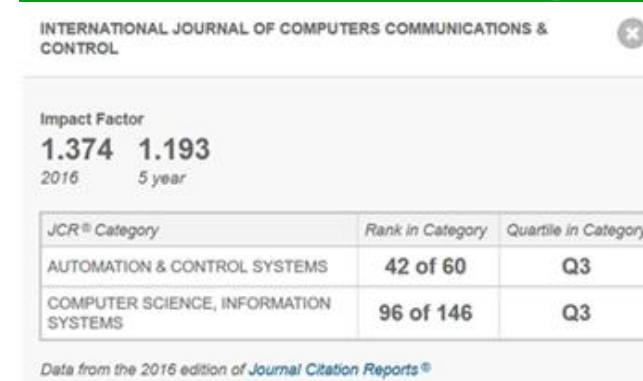 INTERNATIONAL JOURNAL OF COMPUTERS COMMUNICATIONS &
CONTROL
Impact Factor
1.374 1.193
2016 5 year
JCR® Category Rank in Category Quartile in Category
AUTOMATION & CONTROL SYSTEMS 42 of 60 Q3
COMPUTER SCIENCE, INFORMATION
SYSTEMS 96 of 146 Q3
Data from the 2016 edition of Journal Citation Reports®